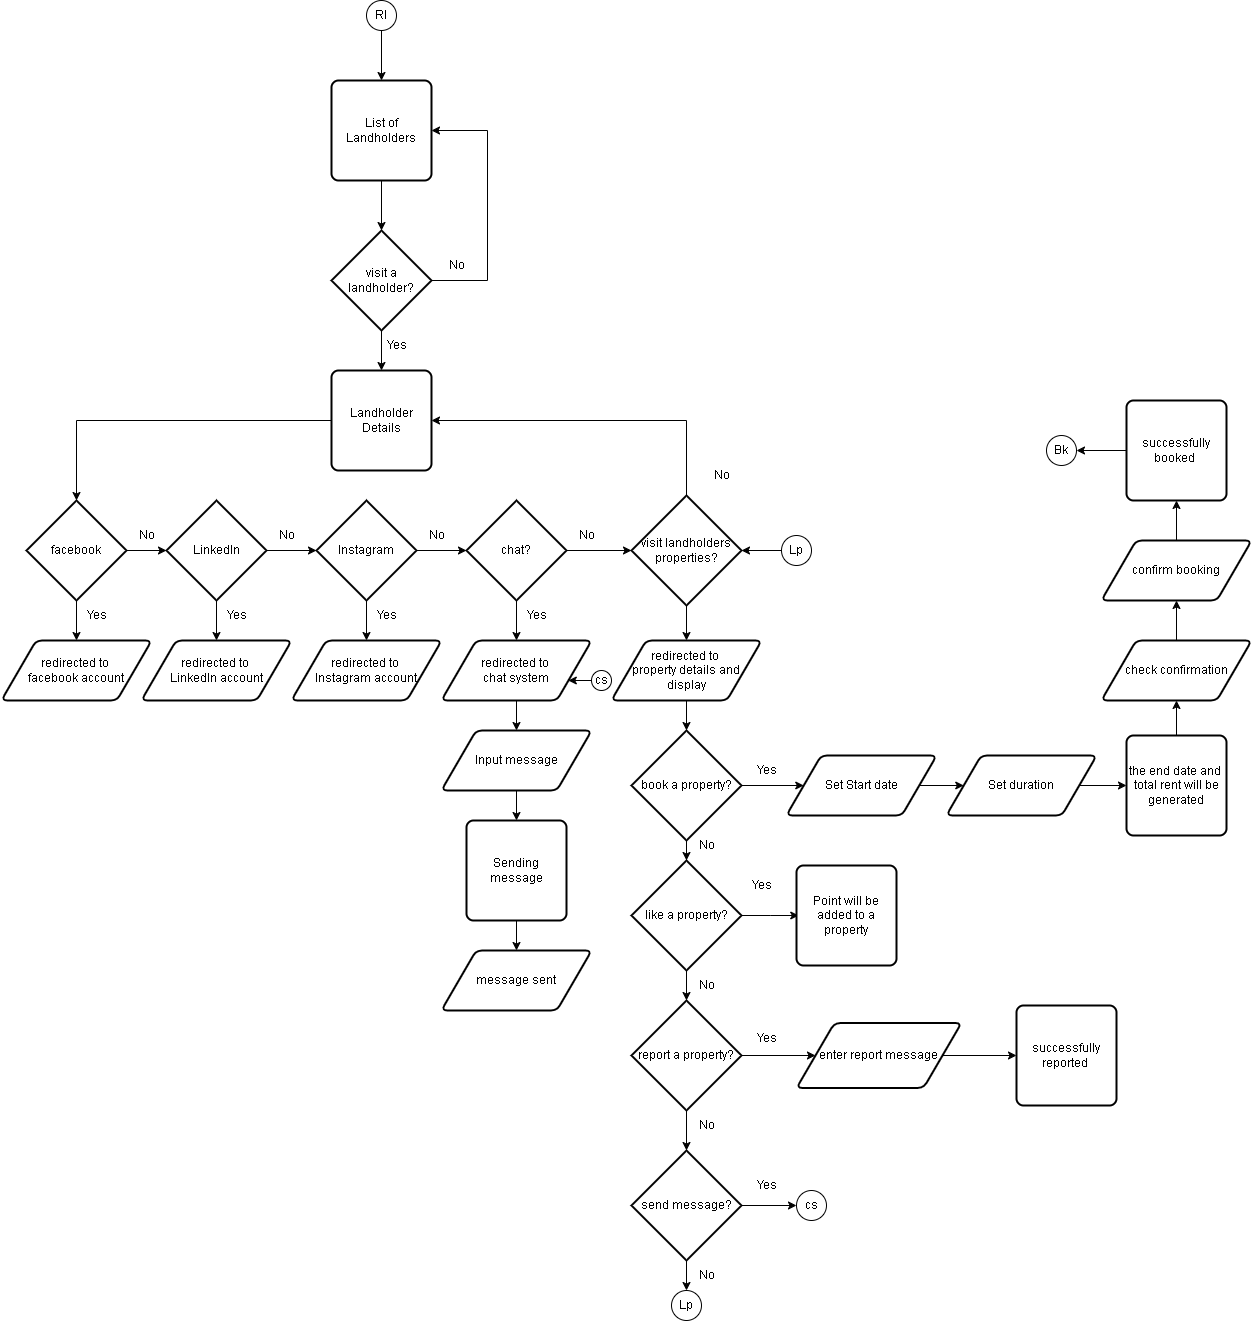 Rl
List of
Landholders
visit a
landholder?
No
Yes
Landholder
Details
successfully
booked
Bk
No
facebook
No
LinkedIn
No
Instagram
No
chat?
No
visit landholders
properties?
Lp
confirm booking
Yes
Yes
Yes
Yes
redirected to
facebook account
redirected to
LinkedIn account
redirected to
Instagram account
redirected to
chat system
cs
redirected to
property details and
display
check confirmation
Input message
book a property?
Yes
Set Start date
Set duration
the end date and
total rent will be
generated
No
Sending
message
like a property?
Yes
Point will be
added to a
property
message sent
No
report a property?
Yes
enter report message
successfully
reported
No
send message?
Yes
cs
No
Lp